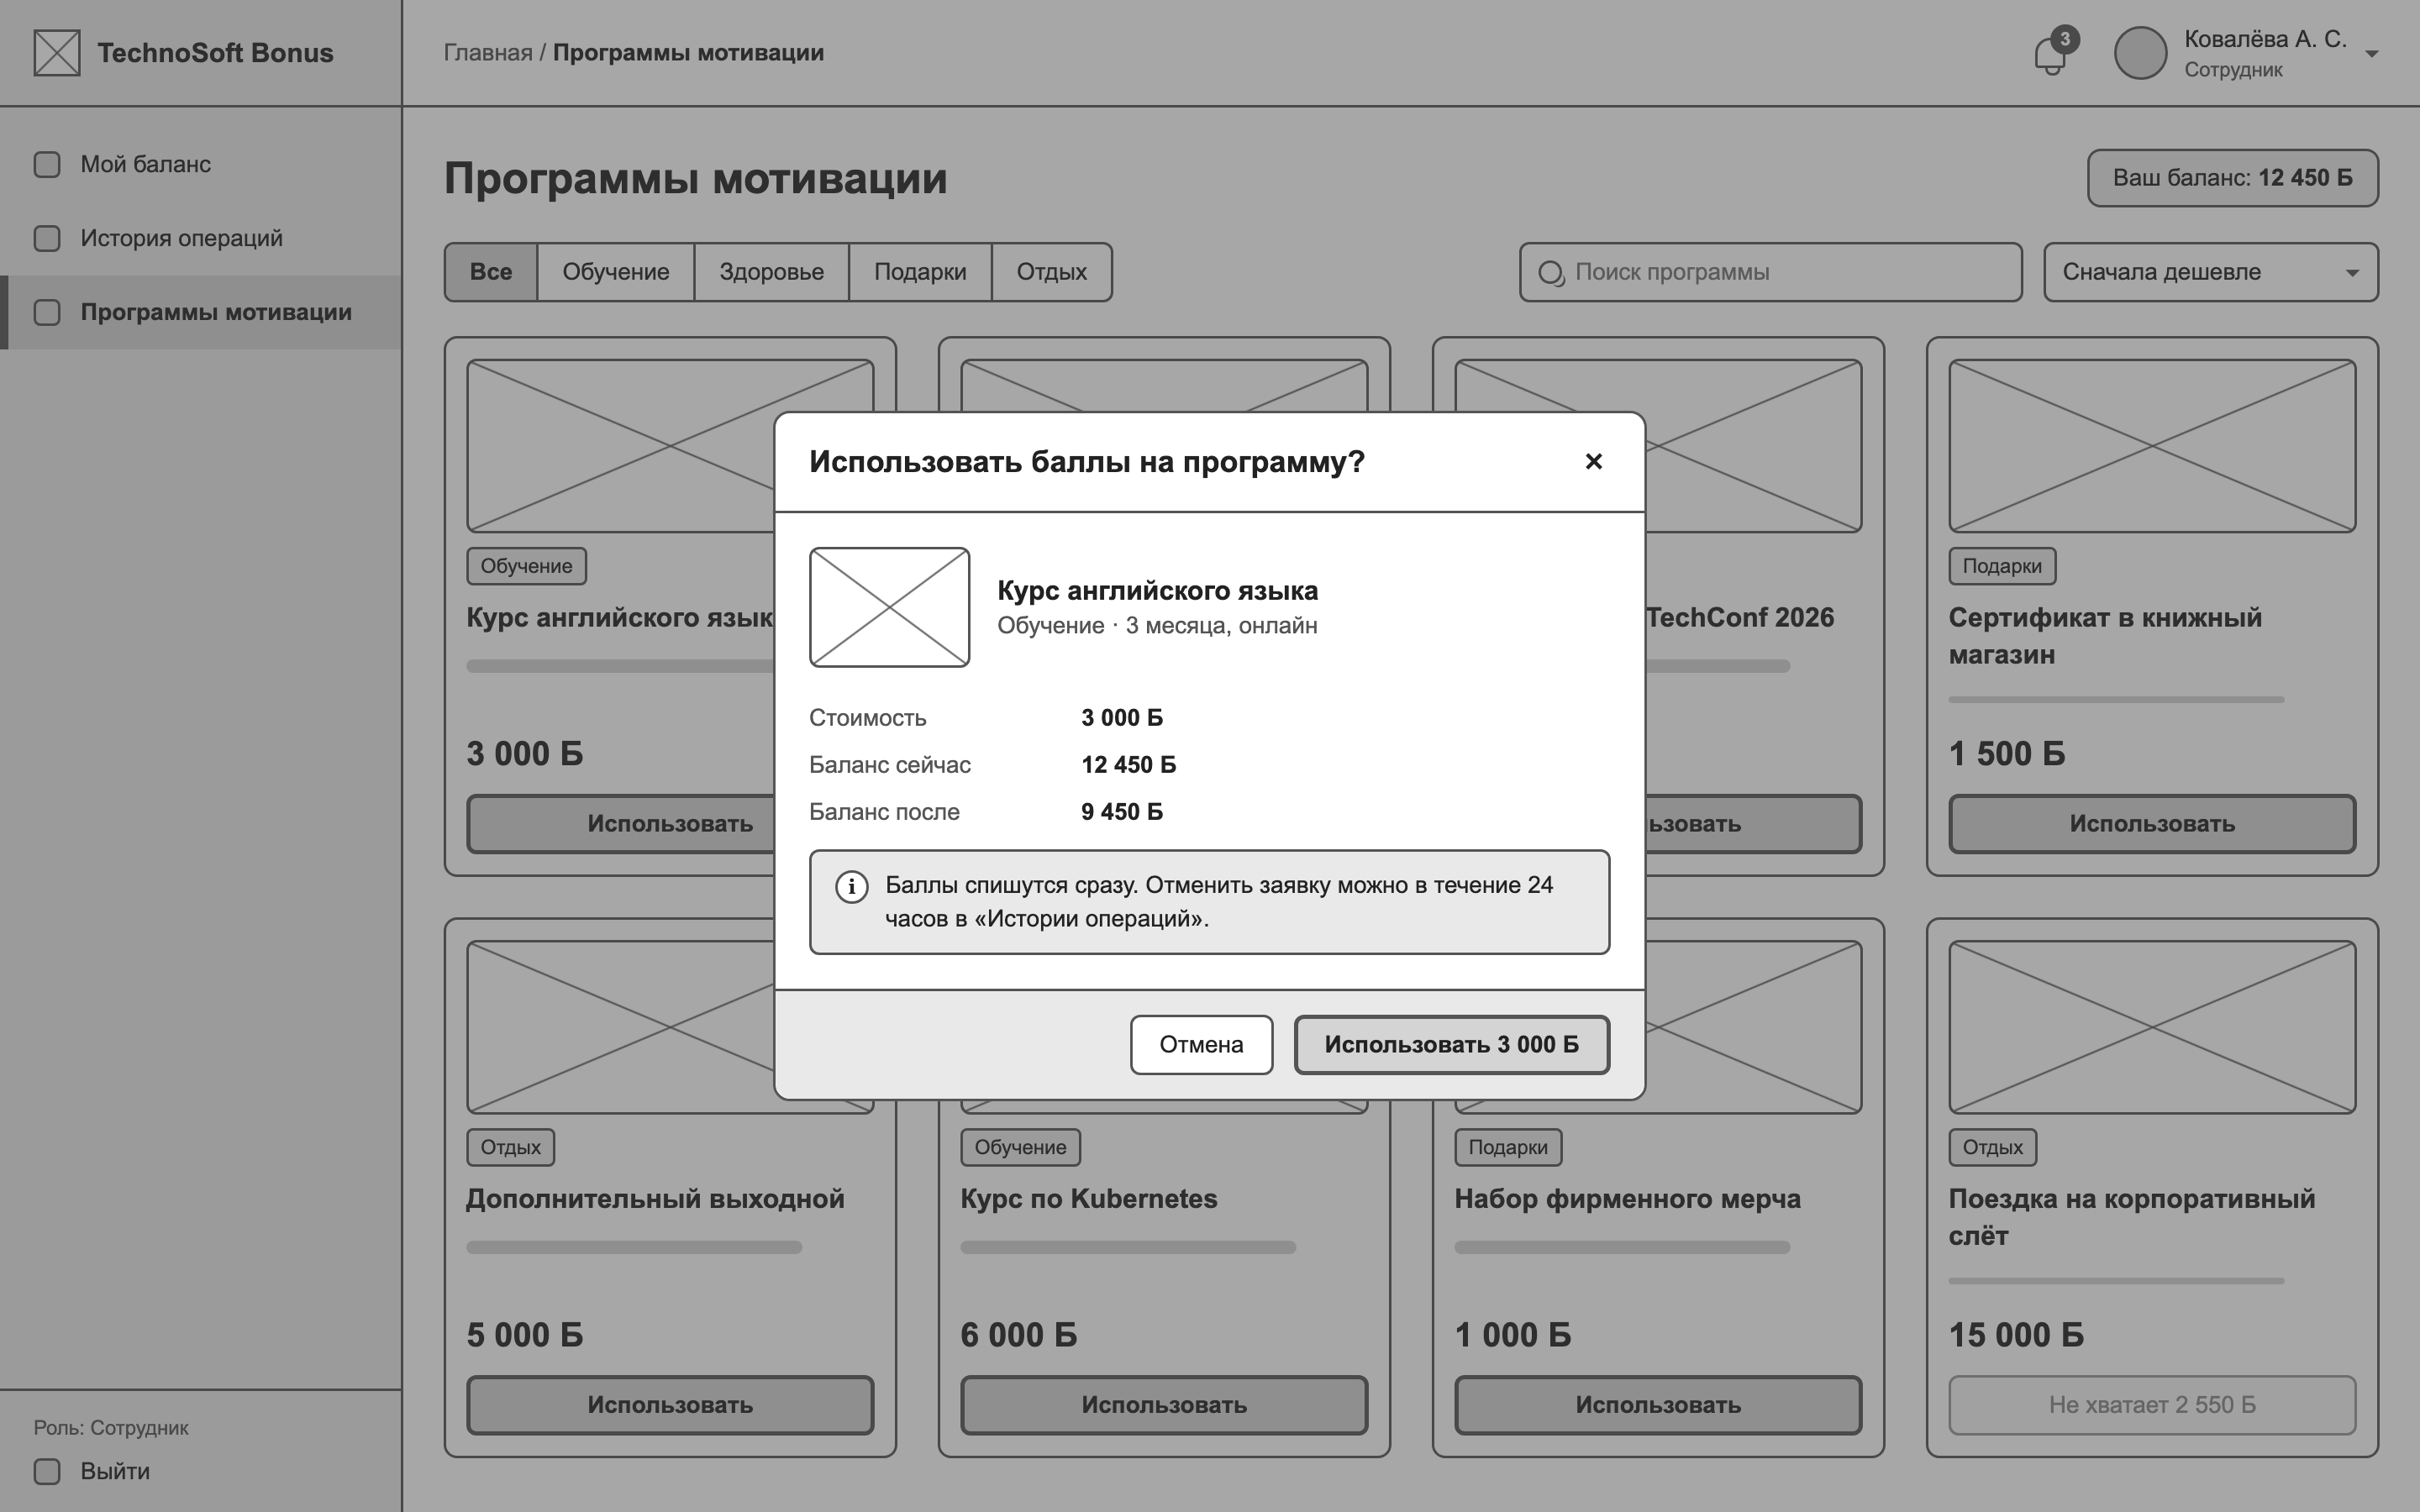 TechnoSoft Bonus
Главная / Программы мотивации
3
Ковалёва А. С.
Сотрудник
Мой баланс
История операций
Программы мотивации
Программы мотивации
Ваш баланс: 12 450 Б
Все
Обучение
Здоровье
Подарки
Отдых
Поиск программы
Сначала дешевле
Обучение
Курс английского язык
3 000 Б
Использовать
TechConf 2026
ьзовать
Подарки
Сертификат в книжный
магазин
1 500 Б
Использовать
Использовать баллы на программу?
×
Курс английского языка
Обучение · 3 месяца, онлайн
Стоимость 3 000 Б
Баланс сейчас 12 450 Б
Баланс после 9 450 Б
i
Баллы спишутся сразу. Отменить заявку можно в течение 24
часов в «Истории операций».
Отмена
Использовать 3 000 Б
Отдых
Дополнительный выходной
5 000 Б
Использовать
Обучение
Курс по Kubernetes
6 000 Б
Использовать
Подарки
Набор фирменного мерча
1 000 Б
Использовать
Отдых
Поездка на корпоративный
слёт
15 000 Б
Не хватает 2 550 Б
Роль: Сотрудник
Выйти